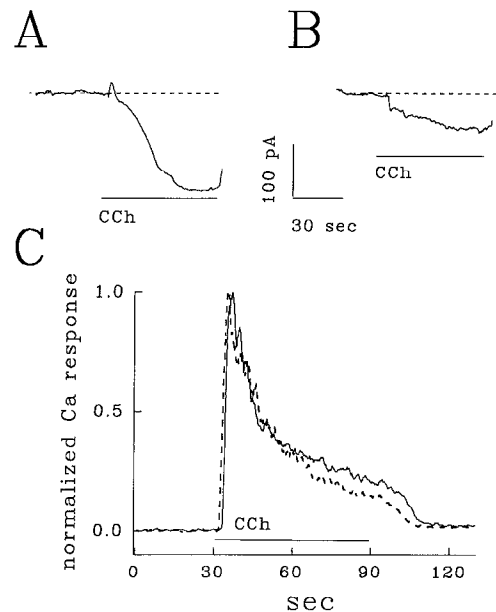 A
B
CCh
CCh
100 pA
30 sec
C
normalized Ca response
1.0
0.5
0.0
CCh
0 30 60 90 120
sec